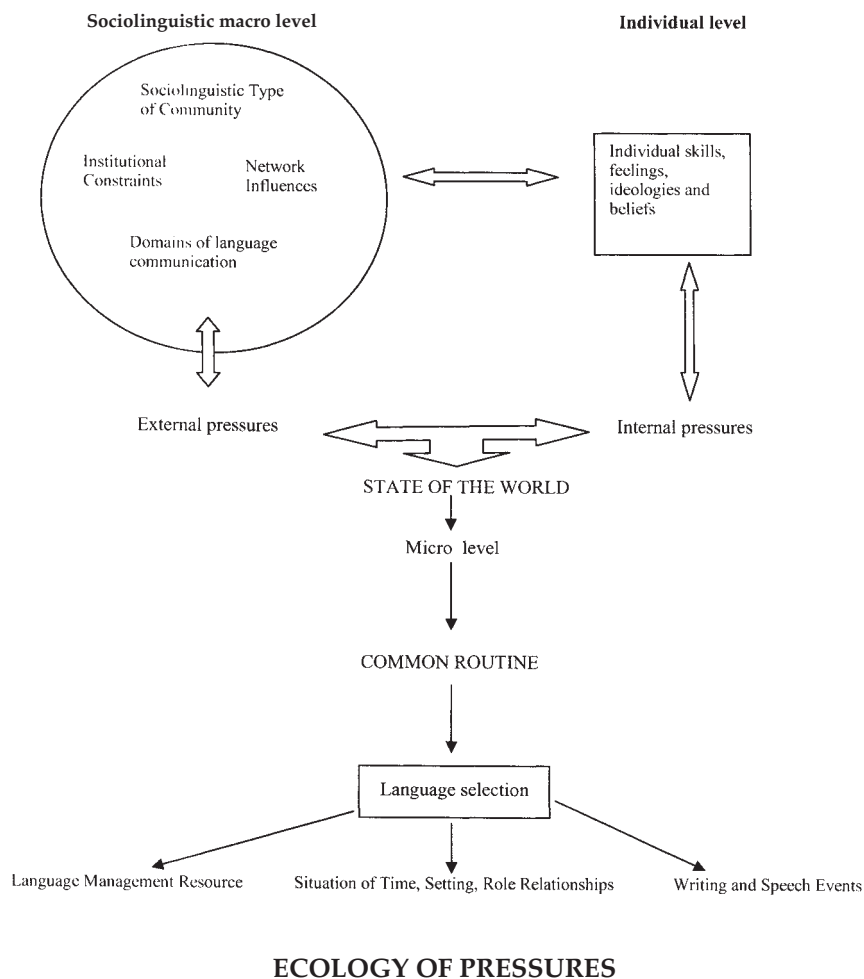 Sociolinguistic macro level
Individual level
Sociolinguistic Type
of Community
Institutional
Constraints
Network
Influences
Domains of language
communication
Individual skills,
feelings,
ideologies and
beliefs
External pressures
Internal pressures
STATE OF THE WORLD
Micro level
COMMON ROUTINE
Language selection
Language Management Resource
Situation of Time, Setting, Role Relationships
Writing and Speech Events
ECOLOGY OF PRESSURES